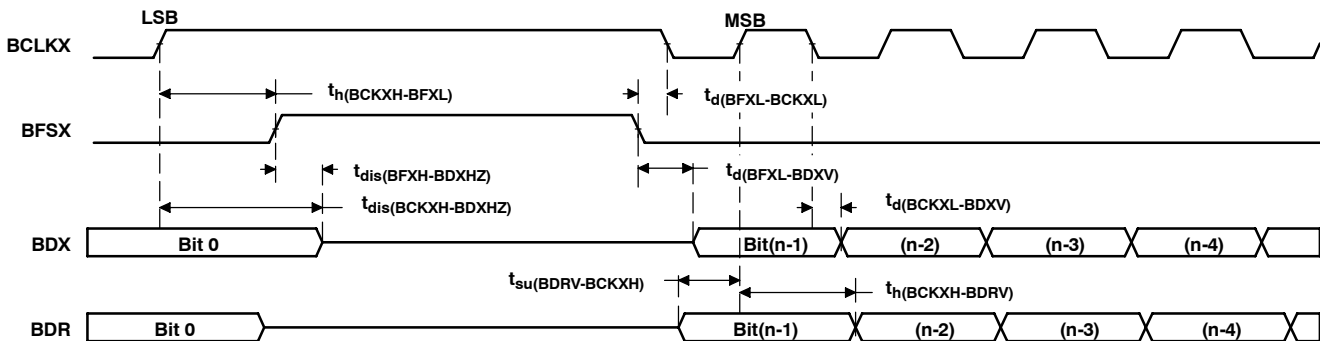 LSB MSB
BCLKX
th(BCKXH-BFXL) td(BFXL-BCKXL)
BFSX
tdis(BFXH-BDXHZ) td(BFXL-BDXV)
tdis(BCKXH-BDXHZ) td(BCKXL-BDXV)
BDX Bit 0 Bit(n-1) (n-2) (n-3) (n-4)
tsu(BDRV-BCKXH) th(BCKXH-BDRV)
BDR Bit 0 Bit(n-1) (n-2) (n-3) (n-4)